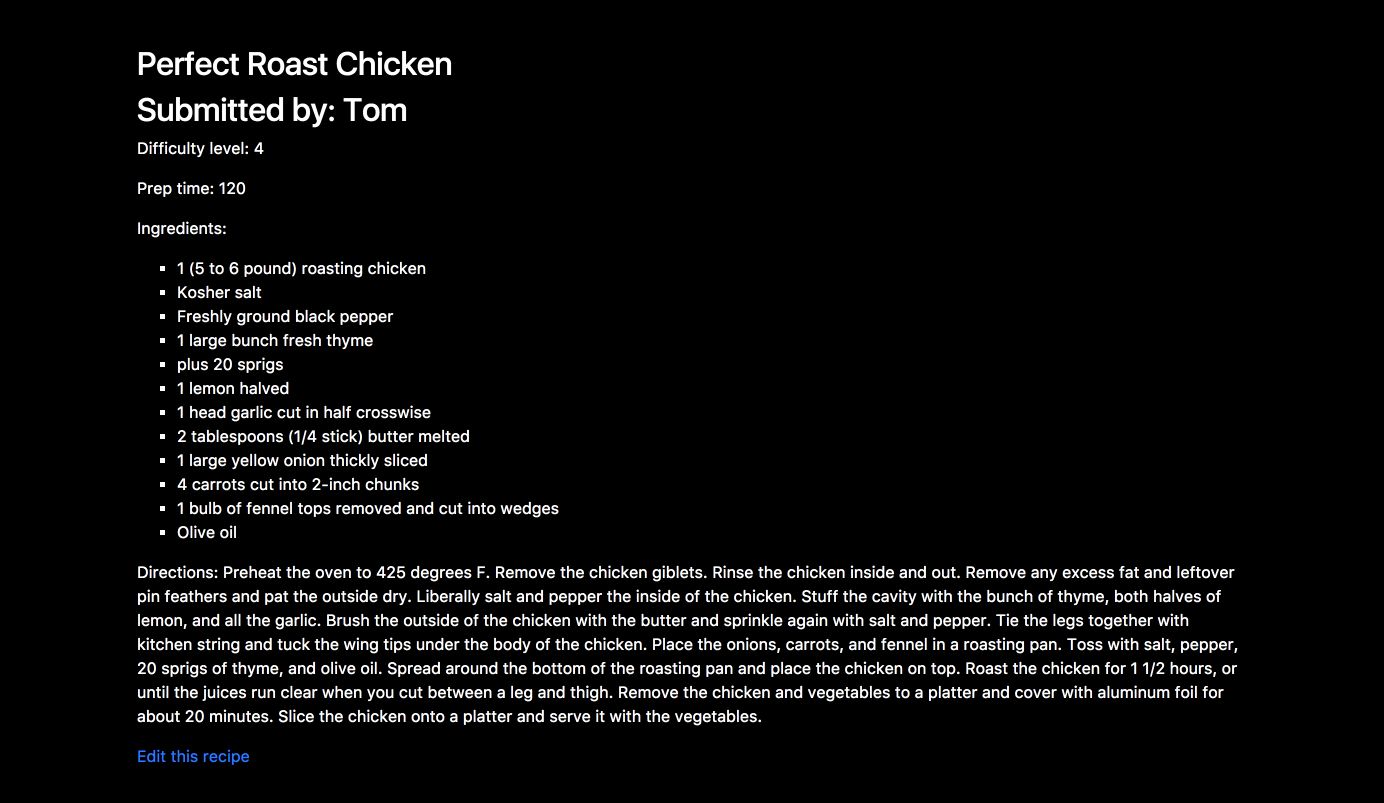 Perfect Roast Chicken
Submitted by: Tom
Difficulty level: 4
Prep time: 120
Ingredients:
1 (5 to 6 pound) roasting chicken
Kosher salt
Freshly ground black pepper
1 large bunch fresh thyme
plus 20 sprigs
1 lemon halved
1 head garlic cut in half crosswise
2 tablespoons (1/4 stick) butter melted
1 large yellow onion thickly sliced
4 carrots cut into 2-inch chunks
1 bulb of fennel tops removed and cut into wedges
Olive oil
Directions: Preheat the oven to 425 degrees F. Remove the chicken giblets. Rinse the chicken inside and out. Remove any excess fat and leftover
pin feathers and pat the outside dry. Liberally salt and pepper the inside of the chicken. Stuff the cavity with the bunch of thyme, both halves of
lemon, and all the garlic. Brush the outside of the chicken with the butter and sprinkle again with salt and pepper. Tie the legs together with
kitchen string and tuck the wing tips under the body of the chicken. Place the onions, carrots, and fennel in a roasting pan. Toss with salt, pepper,
20 sprigs of thyme, and olive oil. Spread around the bottom of the roasting pan and place the chicken on top. Roast the chicken for 1 1/2 hours, or
until the juices run clear when you cut between a leg and thigh. Remove the chicken and vegetables to a platter and cover with aluminum foil for
about 20 minutes. Slice the chicken onto a platter and serve it with the vegetables.
Edit this recipe